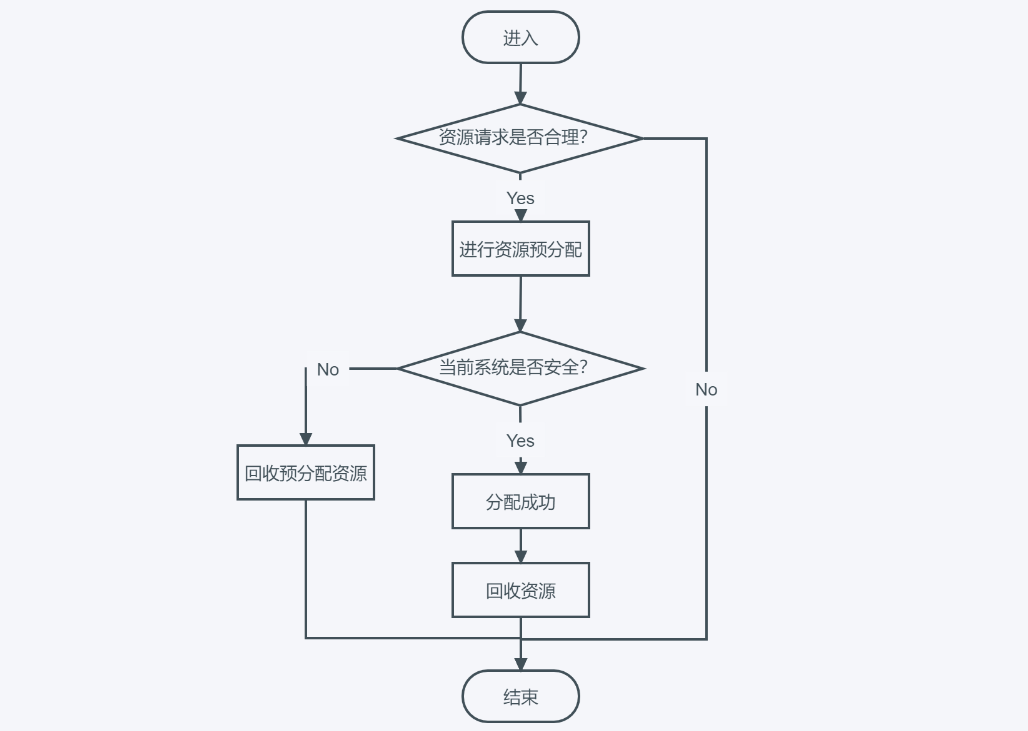 进入
资源请求是否合理?
Yes
进行资源预分配
当前系统是否安全?
No
No
Yes
回收预分配资源
分配成功
回收资源
结束